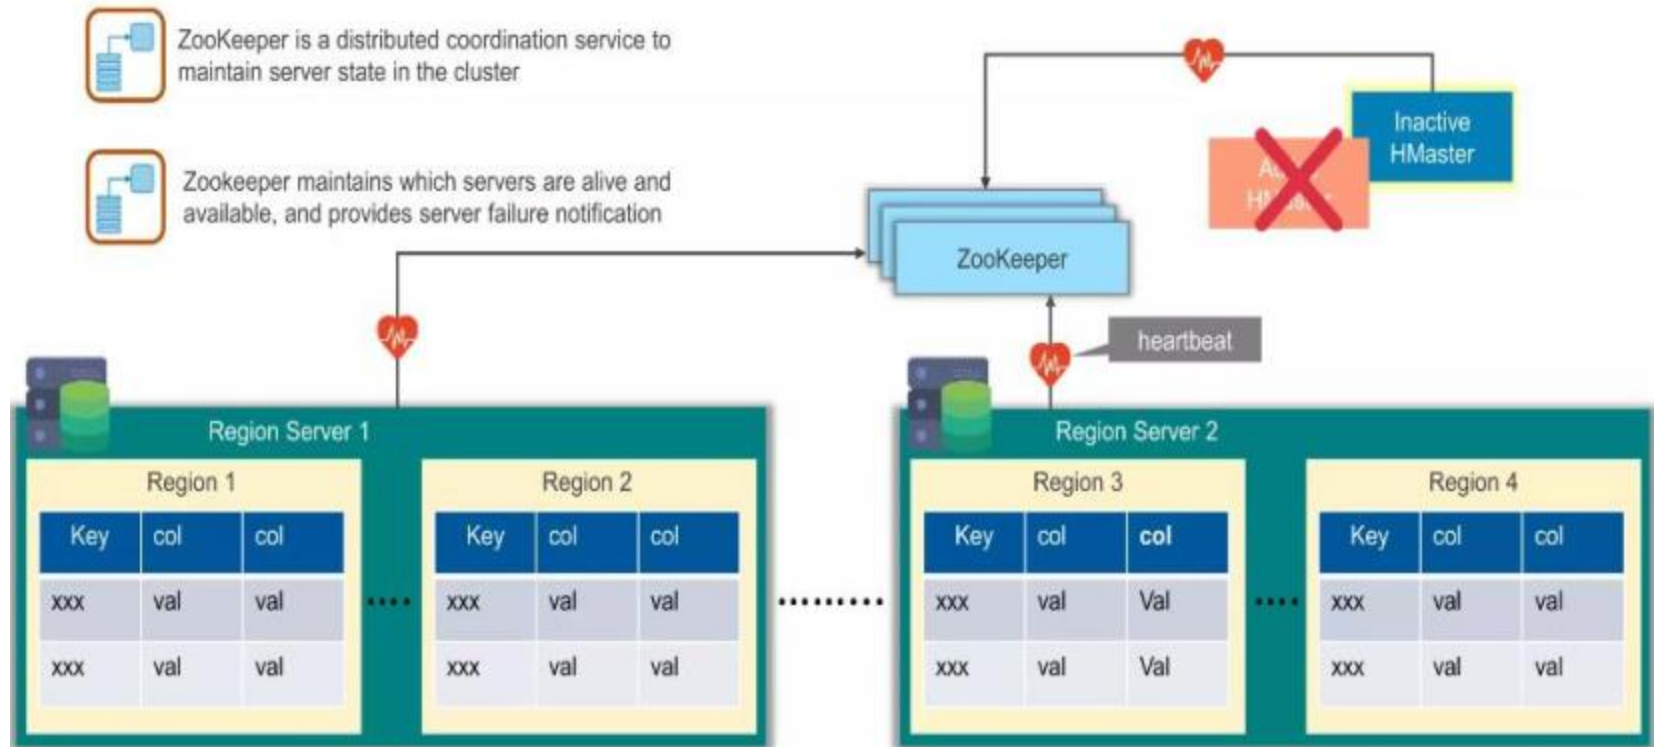 ZooKeeper is a distributed coordination service to
maintain server state in the cluster
Zookeeper maintains which servers are alive and
available, and provides server failure notification
Inactive
HMaster
ZooKeeper
heartbeat
Region Server 1
Region 1
Key col col
xxx val val
xxx val val
Region 2
Key col col
xxx val val
xxx val val
Region Server 2
Region 3
Key col col
xxx val Val
xxx val Val
Region 4
Key col col
xxx val val
xxx val val